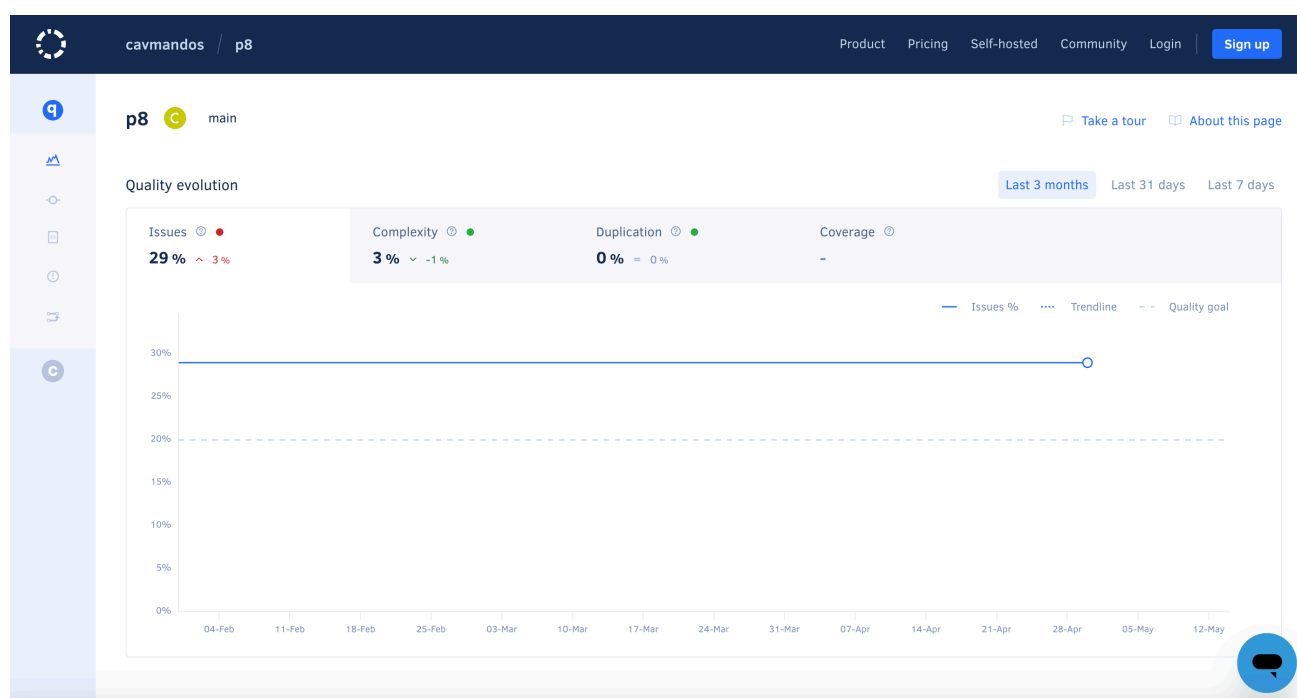 cavmandos / p8
Product Pricing Self-hosted Community Login Sign up
p8 C main
Take a tour About this page
Quality evolution
Last 3 months Last 31 days Last 7 days
Issues Complexity Duplication Coverage
29 % 3 % 3 % -1 % 0 % = 0 % -
Issues % Trendline Quality goal
30%
25%
20%
15%
10%
5%
0%
04-Feb 11-Feb 18-Feb 25-Feb 03-Mar 10-Mar 17-Mar 24-Mar 31-Mar 07-Apr 14-Apr 21-Apr 28-Apr 05-May 12-May
C